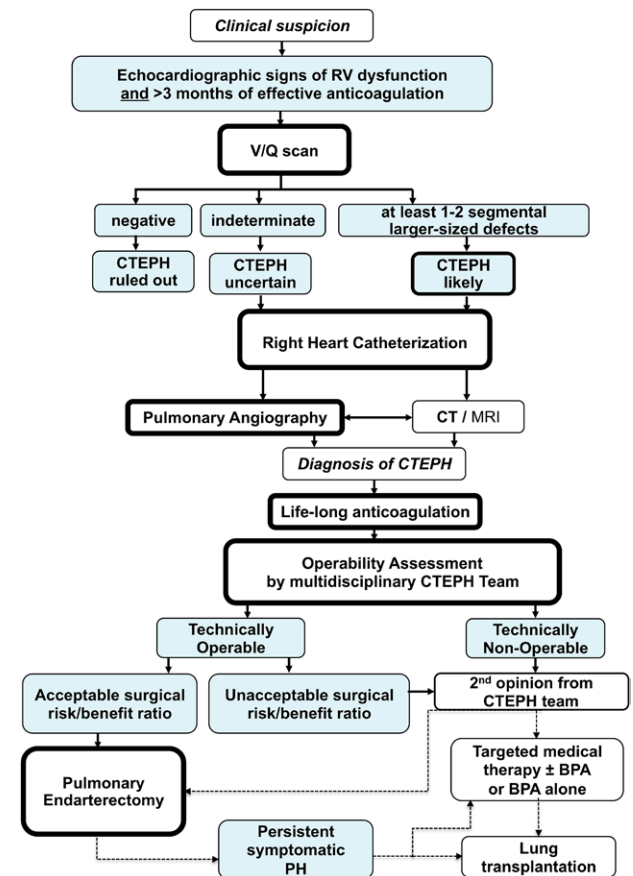 Clinical suspicion
Echocardiographic signs of RV dysfunction
and >3 months of effective anticoagulation
V/Q scan
negative
indeterminate
at least 1-2 segmental
larger-sized defects
CTEPH
ruled out
CTEPH
uncertain
CTEPH
likely
Right Heart Catheterization
Pulmonary Angiography
CT / MRI
Diagnosis of CTEPH
Life-long anticoagulation
Operability Assessment
by multidisciplinary CTEPH Team
Technically
Operable
Technically
Non-Operable
Acceptable surgical
risk/benefit ratio
Unacceptable surgical
risk/benefit ratio
2nd opinion from
CTEPH team
Pulmonary
Endarterectomy
Targeted medical
therapy ± BPA
or BPA alone
Persistent
symptomatic
PH
Lung
transplantation